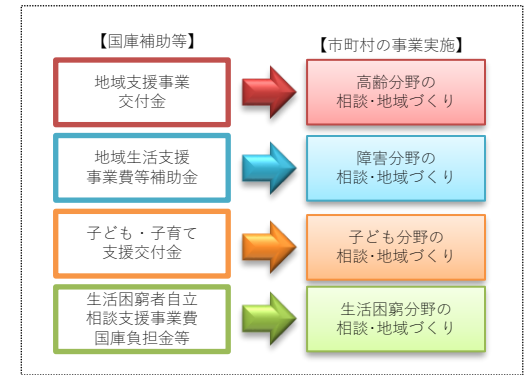 【国庫補助等】
【市町村の事業実施】
地域支援事業
交付金
高齢分野の
相談･地域づくり
地域生活支援
事業費等補助金
障害分野の
相談･地域づくり
子ども・子育て
支援交付金
子ども分野の
相談･地域づくり
生活困窮者自立
相談支援事業費
国庫負担金等
生活困窮分野の
相談･地域づくり